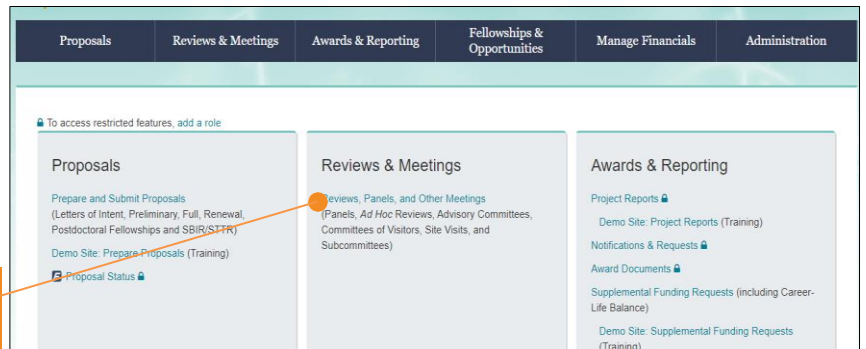 Proposals
Reviews & Meetings
Awards & Reporting
Fellowships &
Opportunities
Manage Financials
Administration
To access restricted features, add a role
Proposals
Prepare and Submit Proposals
(Letters of Intent, Preliminary, Full, Renewal,
Postdoctoral Fellowships and SBIR/STTR)
Demo Site: Prepare Proposals (Training)
Proposal Status
Reviews & Meetings
Reviews, Panels, and Other Meetings
(Panels, Ad Hoc Reviews, Advisory Committees,
Committees of Visitors, Site Visits, and
Subcommittees)
Awards & Reporting
Project Reports
Demo Site: Project Reports (Training)
Notifications & Requests
Award Documents
Supplemental Funding Requests (including Career-
Life Balance)
Demo Site: Supplemental Funding Requests
(Training)